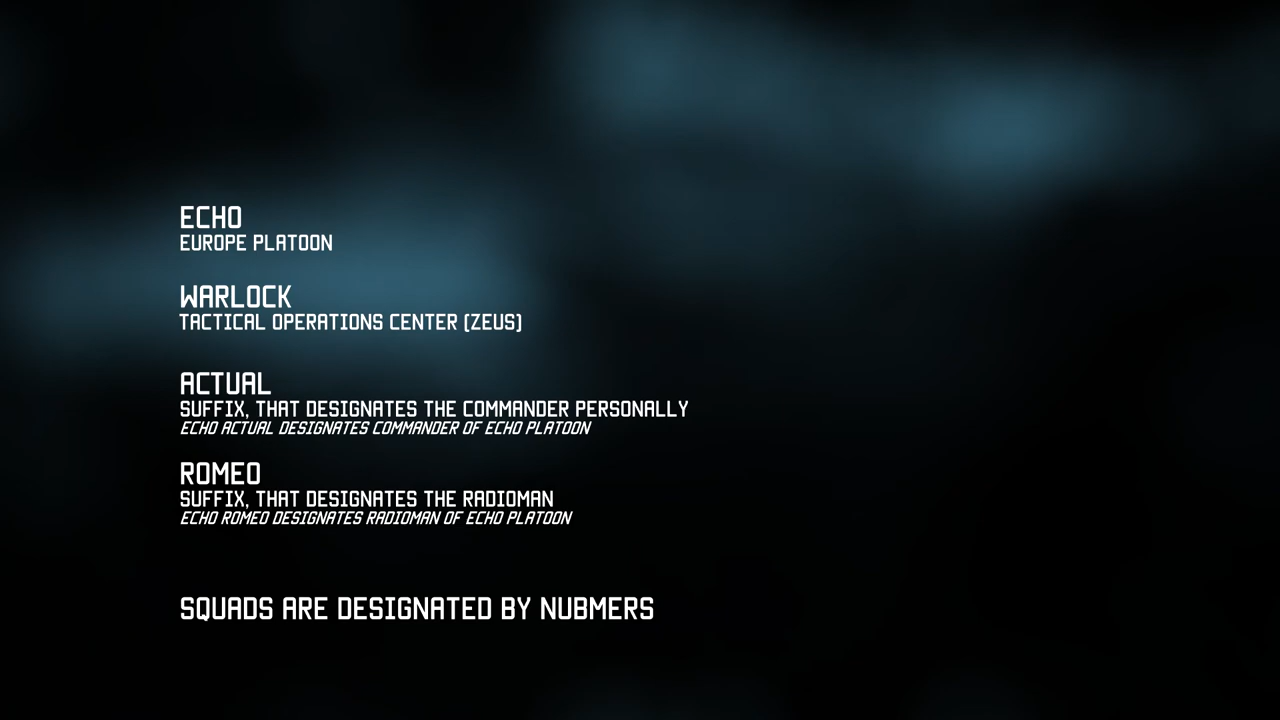 ECHO
EUROPE PLATOON
WARLOCK
TACTICAL OPERATIONS CENTER (ZEUS)
ACTUAL
SUFFIX, THAT DESIGNATES THE COMMANDER PERSONALLY
ECHO ACTUAL DESIGNATES COMMANDER OF ECHO PLATOON
ROMEO
SUFFIX, THAT DESIGNATES THE RADIOMAN
ECHO ROMEO DESIGNATES RADIOMAN OF ECHO PLATOON
SQUADS ARE DESIGNATED BY NUBMERS